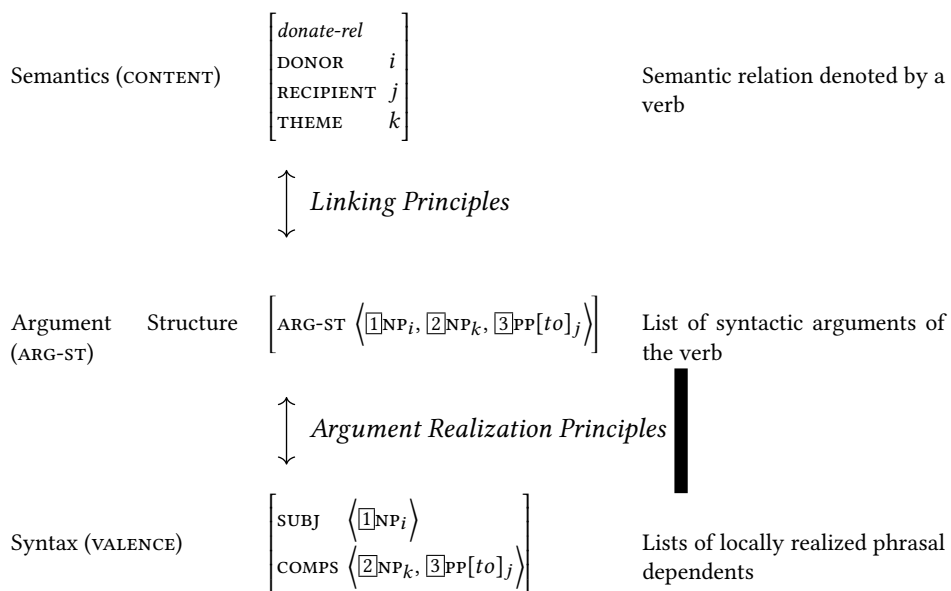 Semantics (CONTENT)
donate-rel
DONOR i
RECIPIENT j
THEME k
Semantic relation denoted by a
verb
Linking Principles
Argument Structure
(ARG-ST)
[ARG-ST ⟨1NPi, 2NPk, 3PP[to]j⟩]
List of syntactic arguments of
the verb
Argument Realization Principles
Syntax (VALENCE)
SUBJ ⟨1NPi⟩
COMPS ⟨2NPk, 3PP[to]j⟩
Lists of locally realized phrasal
dependents